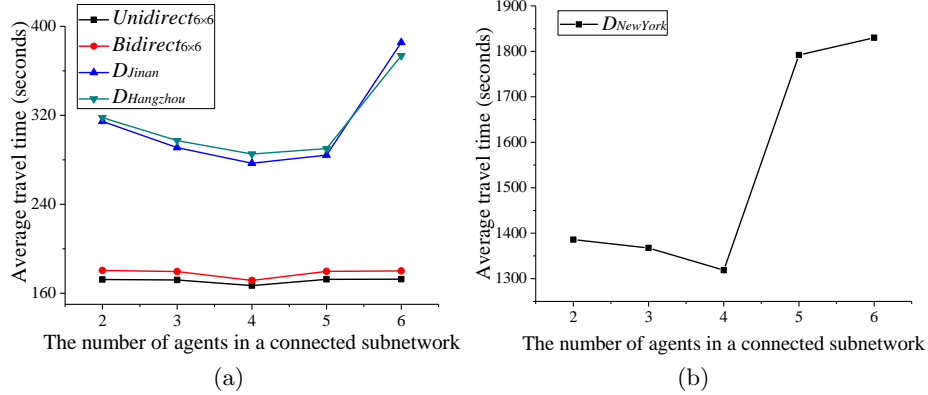 Unidirect6×6
Bidirect6×6
DJinan
DHangzhou
400
320
240
160
2 3 4 5 6
Average travel time (seconds)
The number of agents in a connected subnetwork
(a)
DNewYork
1900
1800
1700
1600
1500
1400
1300
2 3 4 5 6
Average travel time (seconds)
The number of agents in a connected subnetwork
(b)